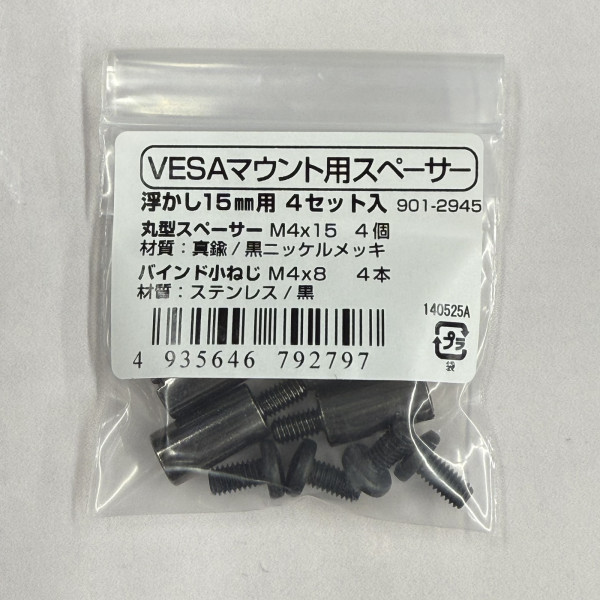 VESAマウント用スペーサー
浮かし15mm用 4セット入 901-2945
丸型スペーサー M4x15 4個
材質：真鍮/黒ニッケルメッキ
バインド小ねじ M4x8 4本
材質：ステンレス/黒
140525A
プラ
袋
4 935646 792797